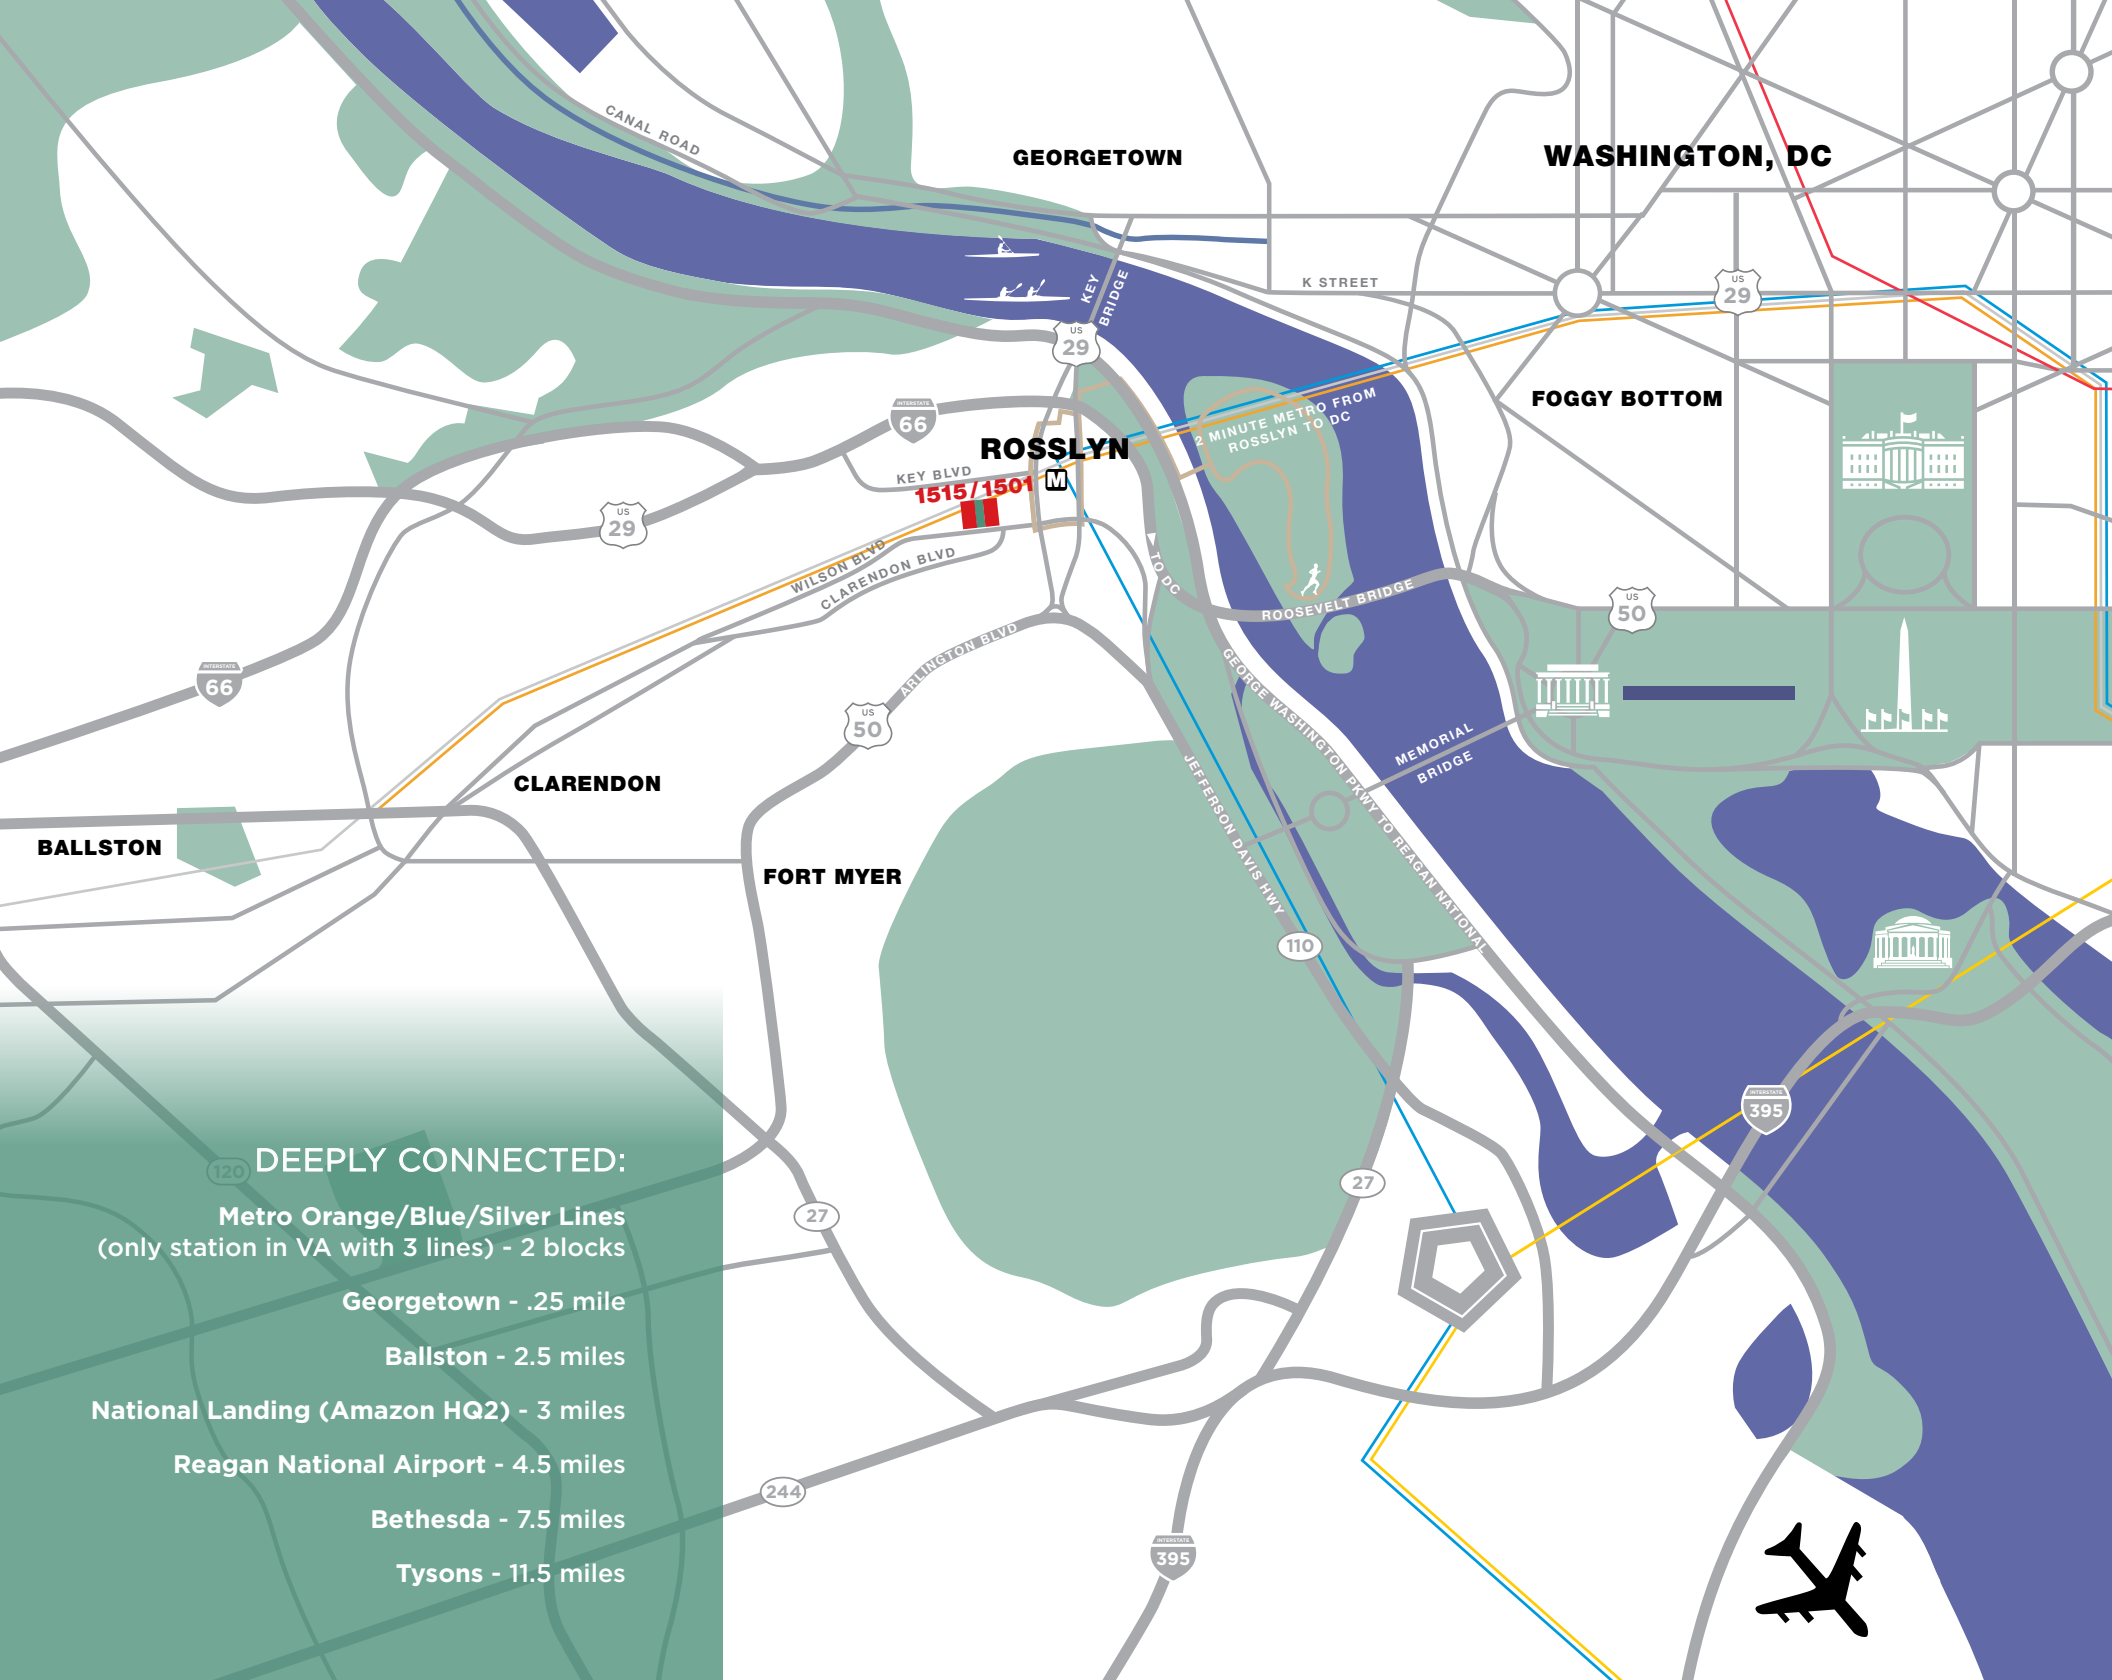 CANAL ROAD
GEORGETOWN
WASHINGTON, DC
KEY
BRIDGE
K STREET
US
29
US
29
INTERSTATE
66
FOGGY BOTTOM
2 MINUTE METRO FROM
ROSSLYN TO DC
ROSSLYN
M
KEY BLVD
1515/1501
US
29
WILSON BLVD
CLARENDON BLVD
TO DC
ROOSEVELT BRIDGE
US
50
ARLINGTON BLVD
INTERSTATE
66
US
50
GEORGE WASHINGTON PKWY TO REAGAN NATIONAL
MEMORIAL
BRIDGE
JEFFERSON DAVIS HWY
CLARENDON
BALLSTON
FORT MYER
110
INTERSTATE
395
120
DEEPLY CONNECTED:
Metro Orange/Blue/Silver Lines
(only station in VA with 3 lines) - 2 blocks
Georgetown - .25 mile
Ballston - 2.5 miles
National Landing (Amazon HQ2) - 3 miles
Reagan National Airport - 4.5 miles
Bethesda - 7.5 miles
Tysons - 11.5 miles
27
27
244
INTERSTATE
395